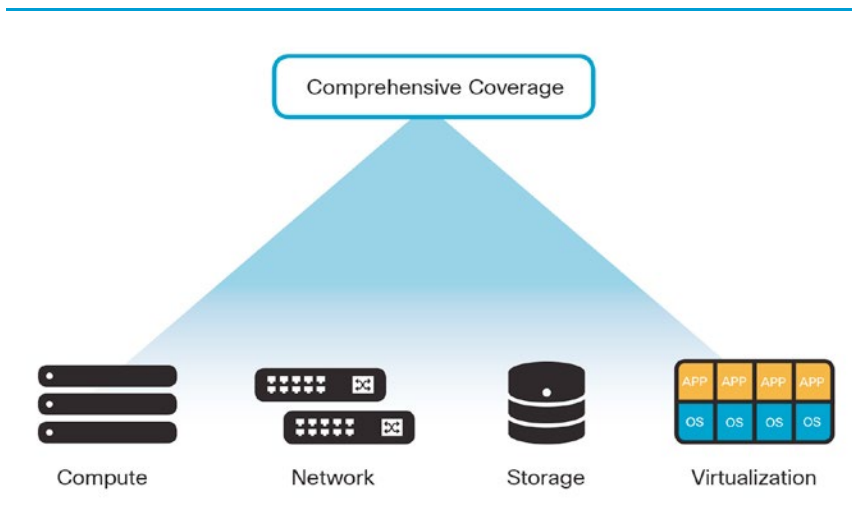 Comprehensive Coverage
APP APP APP APP
OS OS OS OS
Compute Network Storage Virtualization